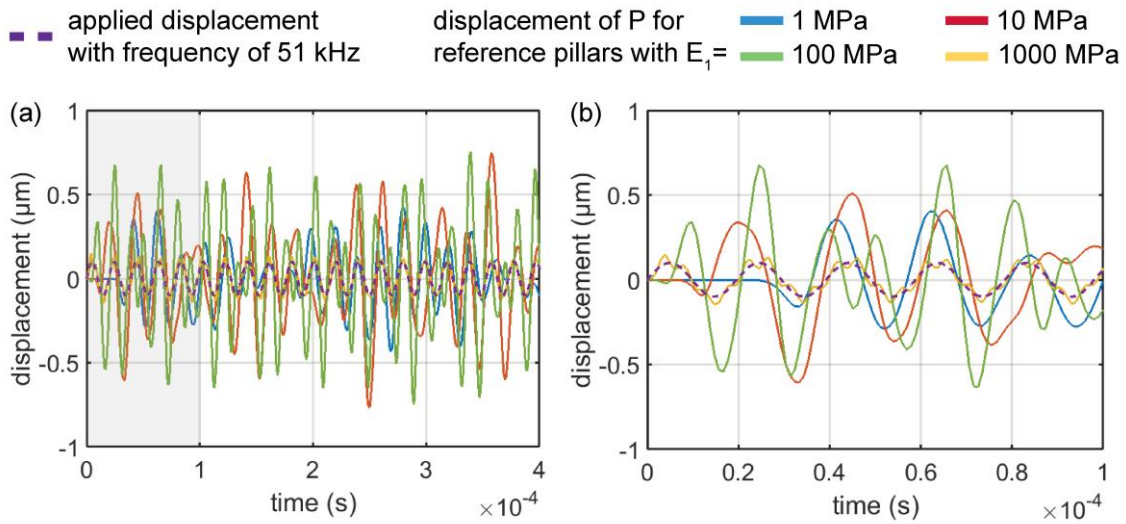 applied displacement
with frequency of 51 kHz
displacement of P for
reference pillars with E₁=
1 MPa
10 MPa
100 MPa
1000 MPa
(a)
1
0.5
0
-0.5
-1
displacement (µm)
0
1
2
3
4
time (s)
×10⁻⁴
(b)
1
0.5
0
-0.5
-1
displacement (µm)
0
0.2
0.4
0.6
0.8
1
time (s)
×10⁻⁴